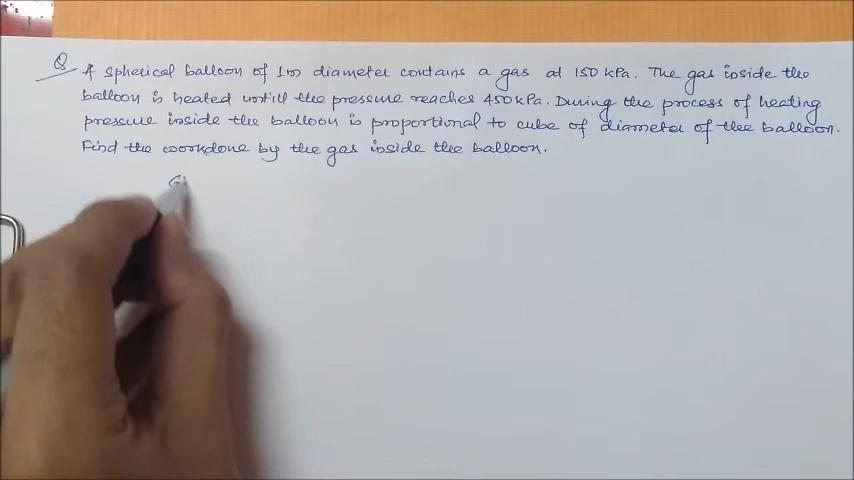 Q A spherical balloon of 1m diameter contains a gas at 150 kPa. The gas inside the
balloon is heated untill the pressure reaches 450 kPa. During the process of heating
pressure inside the balloon is proportional to cube of diameter of the balloon.
Find the workdone by the gas inside the balloon.